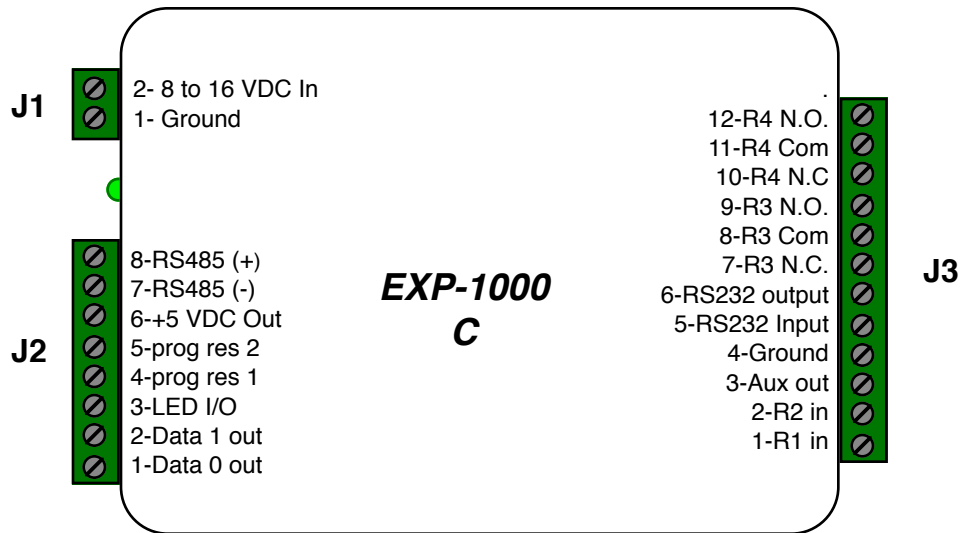 J1
2- 8 to 16 VDC In
1- Ground
J2
8-RS485 (+)
7-RS485 (-)
6-+5 VDC Out
5-prog res 2
4-prog res 1
3-LED I/O
2-Data 1 out
1-Data 0 out
EXP-1000
C
.
12-R4 N.O.
11-R4 Com
10-R4 N.C
9-R3 N.O.
8-R3 Com
7-R3 N.C.
6-RS232 output
5-RS232 Input
4-Ground
3-Aux out
2-R2 in
1-R1 in
J3